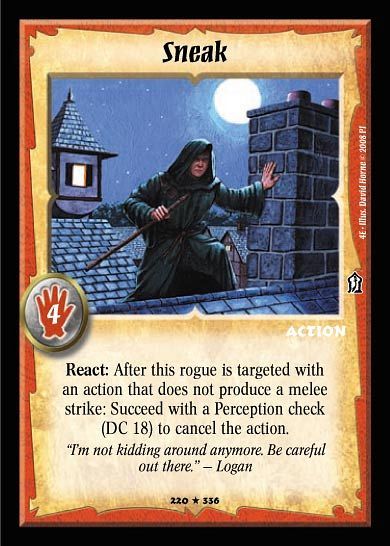 Sneak
4E · Illus. David Horne © 2008 PI
4
ACTION
React: After this rogue is targeted with
an action that does not produce a melee
strike: Succeed with a Perception check
(DC 18) to cancel the action.
“I'm not kidding around anymore. Be careful
out there.” – Logan
220 ★ 336